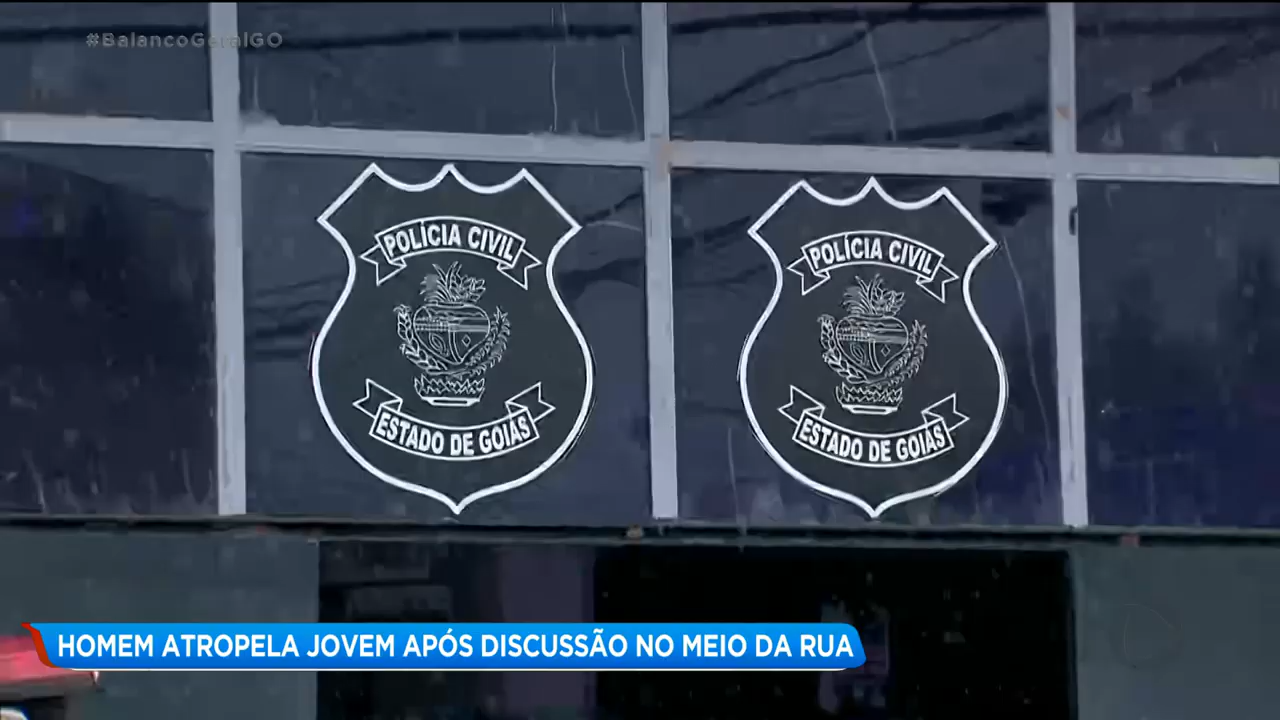 #BalancoGeralGO
POLÍCIA CIVIL
ESTADO DE GOIÁS
POLÍCIA CIVIL
ESTADO DE GOIÁS
HOMEM ATROPELA JOVEM APÓS DISCUSSÃO NO MEIO DA RUA